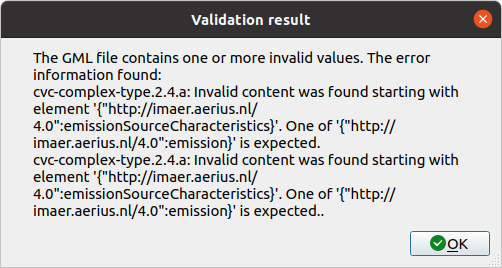 Validation result
The GML file contains one or more invalid values. The error
information found:
cvc-complex-type.2.4.a: Invalid content was found starting with
element '{"http://imaer.aerius.nl/
4.0":emissionSourceCharacteristics}'. One of '{"http://
imaer.aerius.nl/4.0":emission}' is expected.
cvc-complex-type.2.4.a: Invalid content was found starting with
element '{"http://imaer.aerius.nl/
4.0":emissionSourceCharacteristics}'. One of '{"http://
imaer.aerius.nl/4.0":emission}' is expected..
OK